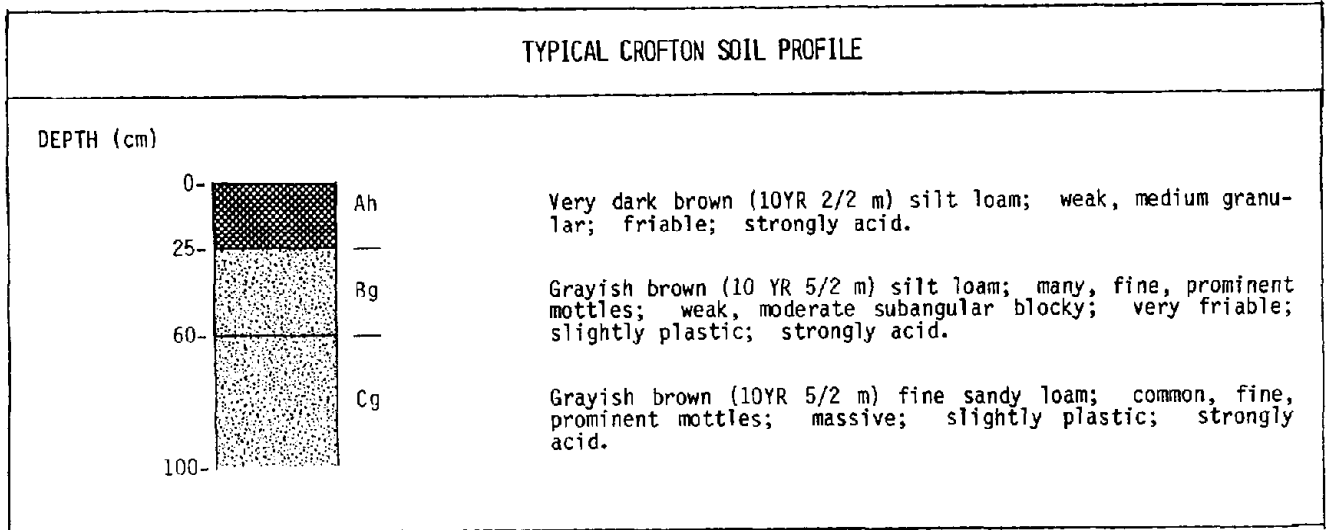 TYPICAL CROFTON SOIL PROFILE
DEPTH (cm)
0-
Ah
Very dark brown (10YR 2/2 m) silt loam; weak, medium granu-
lar; friable; strongly acid.
25-
Bg
Grayish brown (10 YR 5/2 m) silt loam; many, fine, prominent
mottles; weak, moderate subangular blocky; very friable;
slightly plastic; strongly acid.
60-
Cg
Grayish brown (10YR 5/2 m) fine sandy loam; common, fine,
prominent mottles; massive; slightly plastic; strongly
acid.
100-